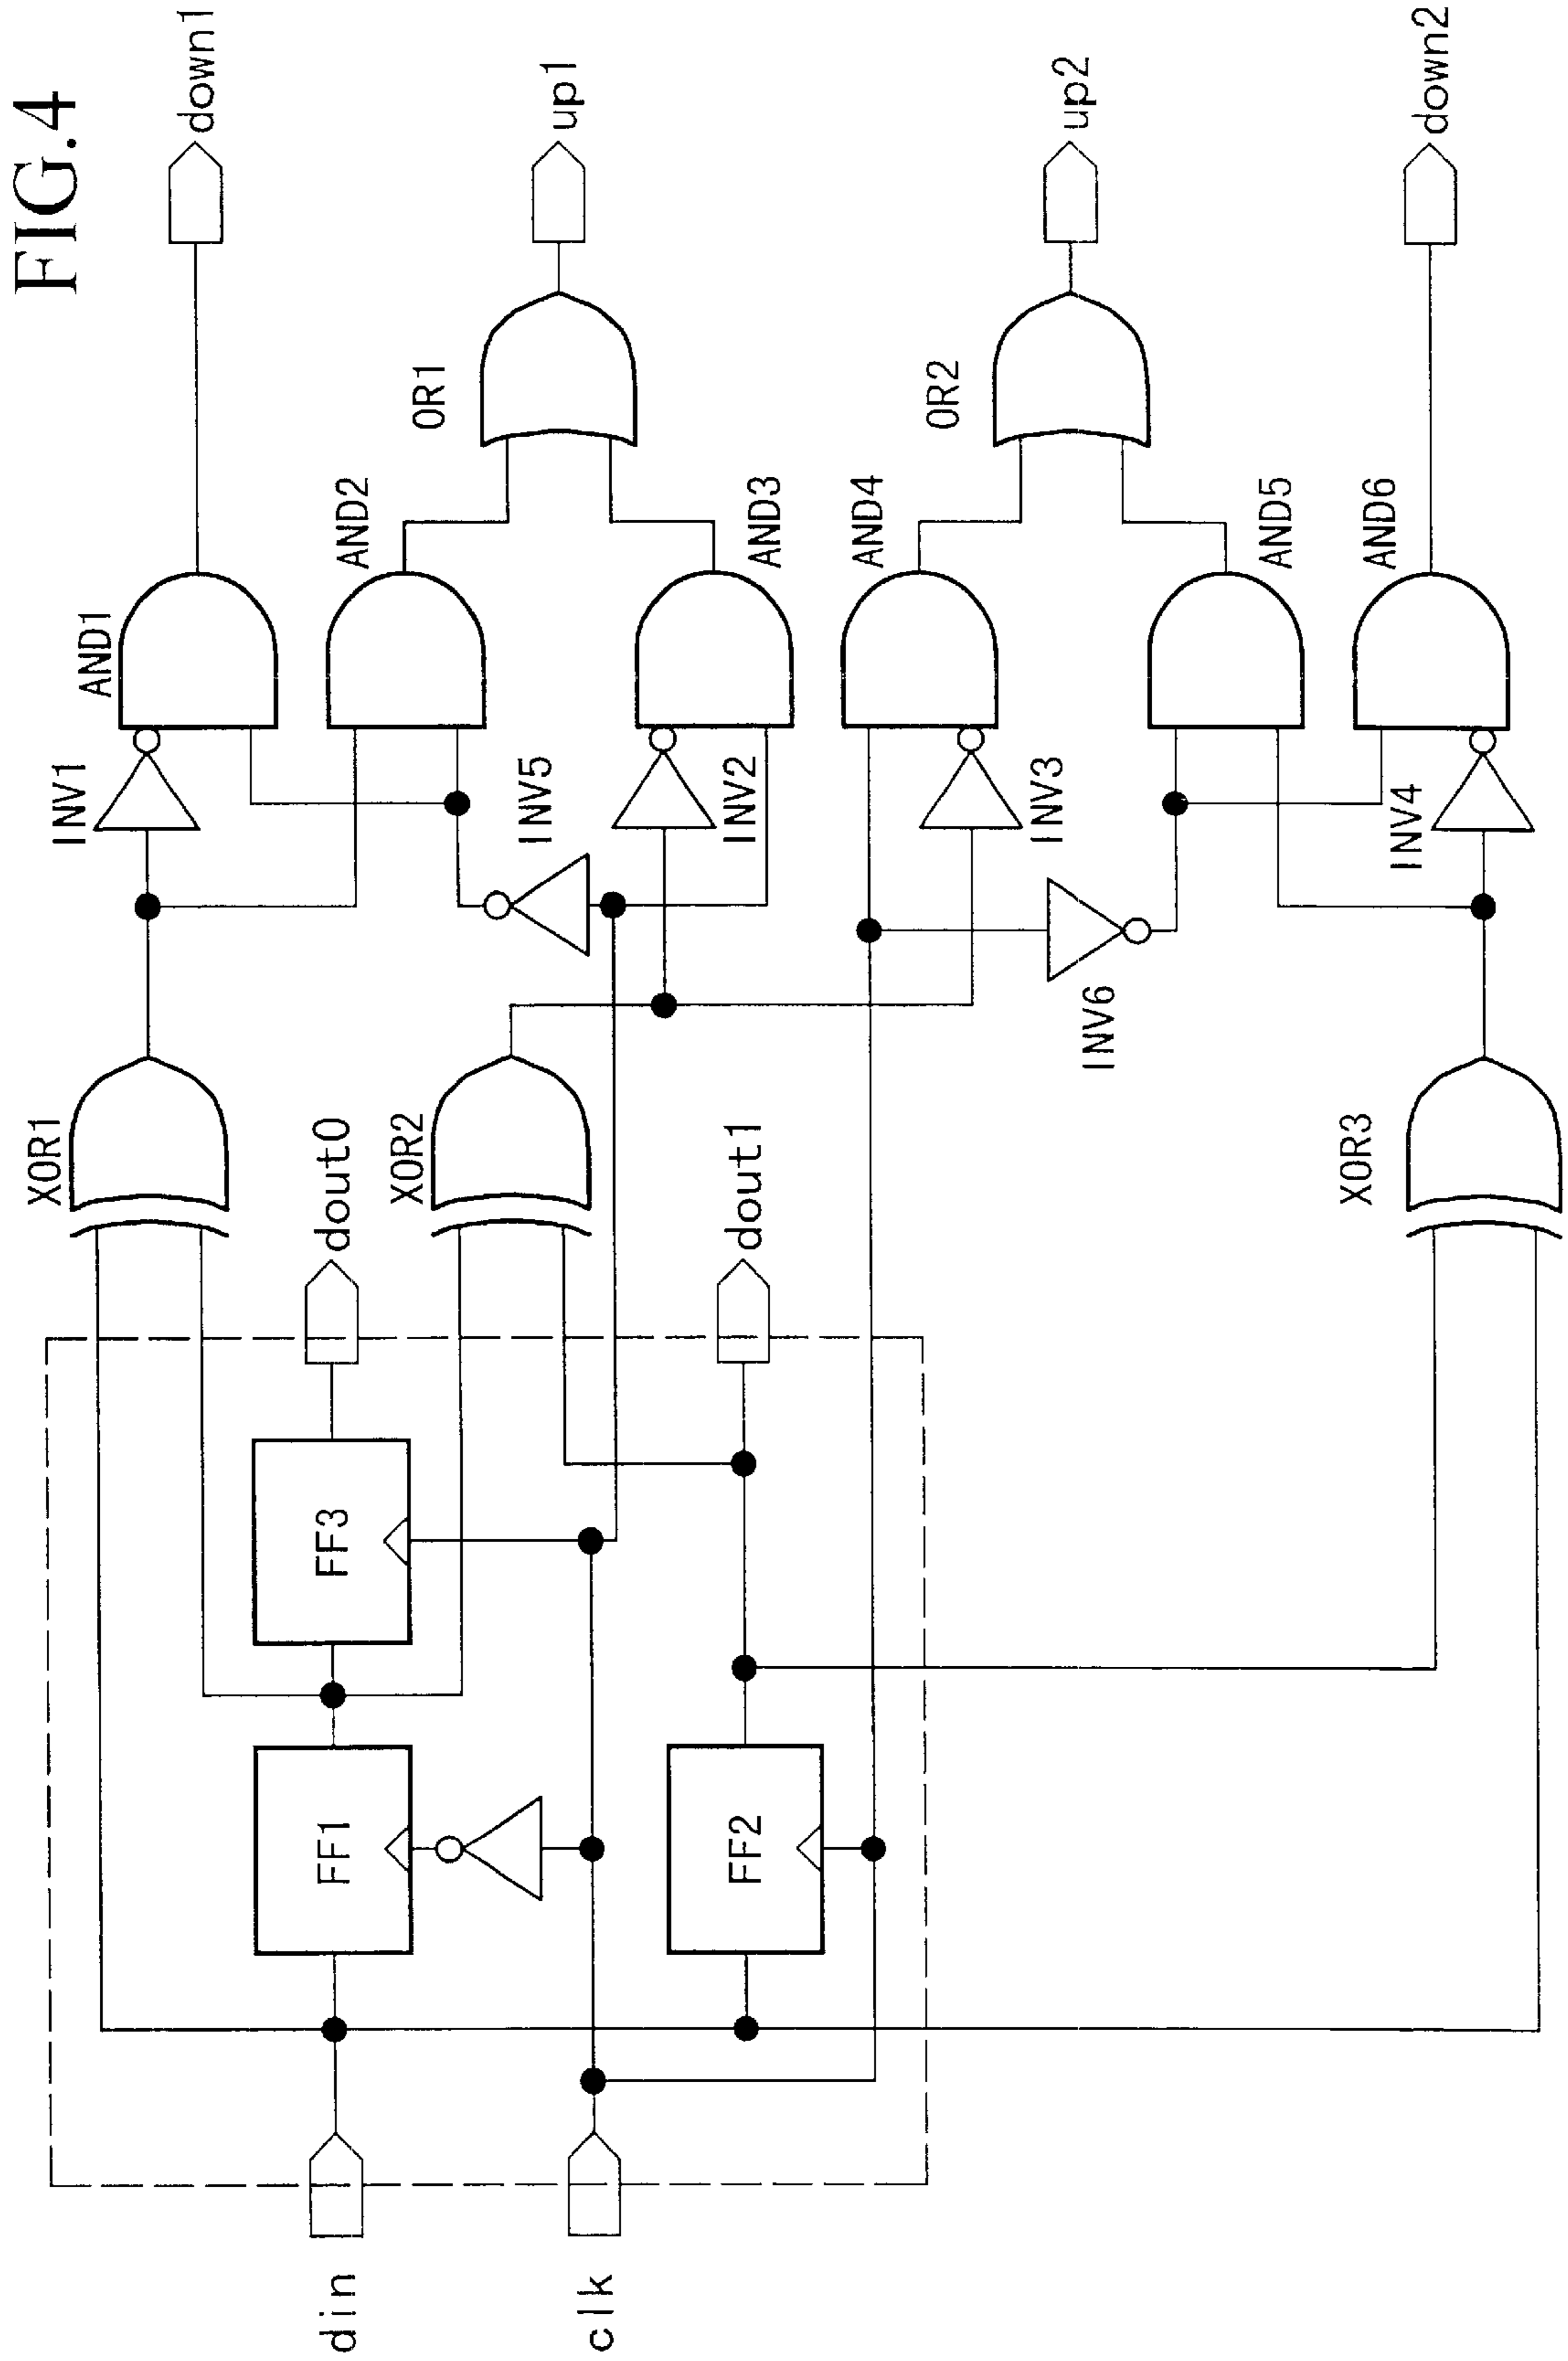 FIG.4
down1
up1
up2
down2
OR1
OR2
AND1
AND2
AND3
AND4
AND5
AND6
INV1
INV5
INV2
INV3
INV4
INV6
XOR1
XOR2
XOR3
dout0
dout1
FF3
FF1
FF2
din
clk